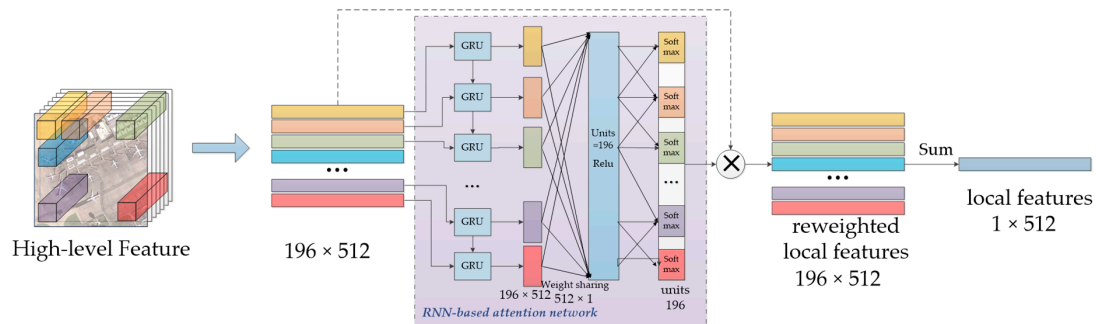 High-level Feature
196 × 512
•••
GRU
GRU
GRU
...
GRU
GRU
196 × 512
Weight sharing
512 × 1
Units
=196
Relu
Soft
max
Soft
max
Soft
max
•••
Soft
max
Soft
max
units
196
RNN-based attention network
×
•••
reweighted
local features
196 × 512
Sum
local features
1 × 512